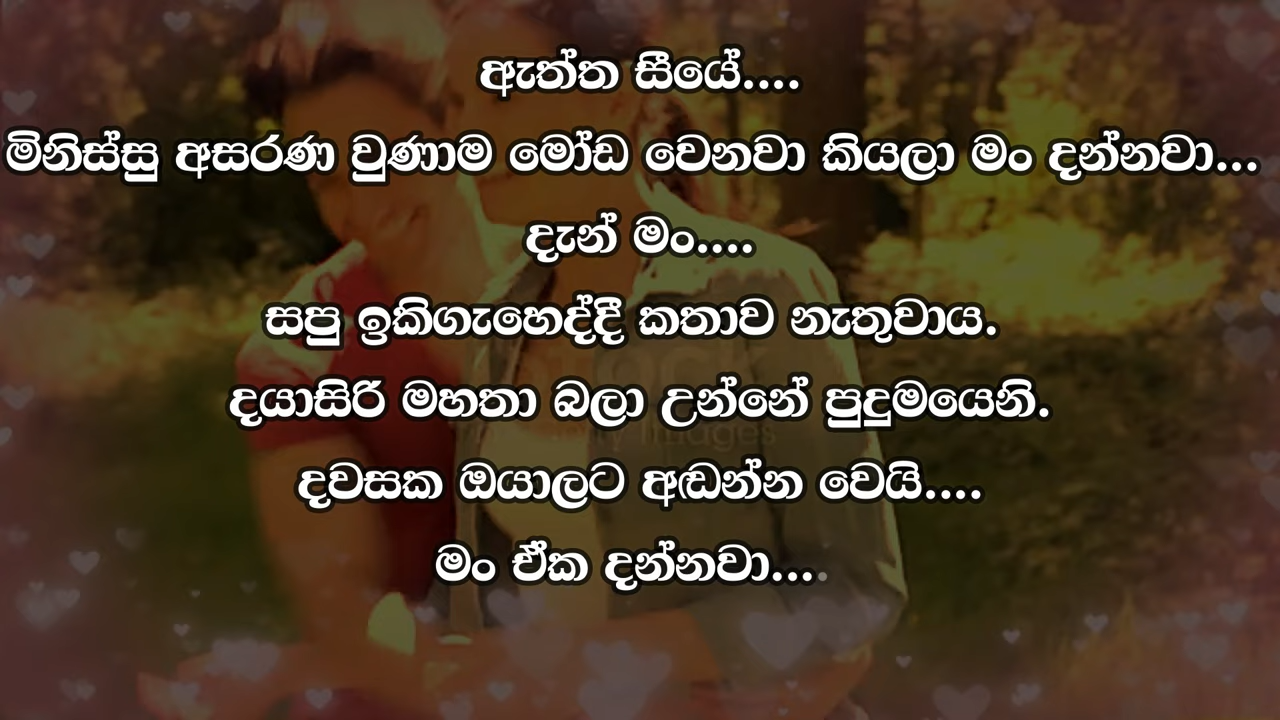 ඇත්ත සීයේ....
මිනිස්සු අසරණ වුණාම මෝඩ වෙනවා කියලා මං දන්නවා...
දැන් මං....
සපු ඉකිගැහෙද්දී කතාව නැතුවාය.
දයාසිරි මහතා බලා උන්නේ පුදුමයෙනි.
දවසක ඔයාලට අඬන්න වෙයි....
මං ඒක දන්නවා....